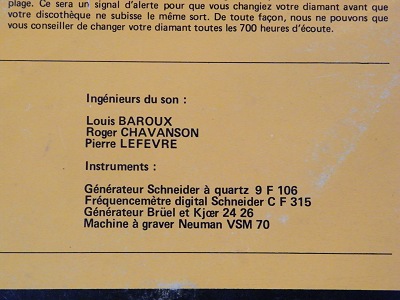 plage. Ce sera un signal d'alerte pour que vous changiez votre diamant avant que
votre discothèque ne subisse le même sort. De toute façon, nous ne pouvons que
vous conseiller de changer votre diamant toutes les 700 heures d'écoute.
Ingénieurs du son :
Louis BAROUX
Roger CHAVANSON
Pierre LEFEVRE
Instruments :
Générateur Schneider à quartz 9 F 106
Fréquencemètre digital Schneider C F 315
Générateur Brüel et Kjœr 24 26
Machine à graver Neuman VSM 70